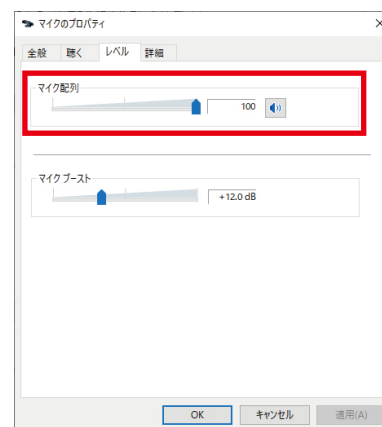 マイクのプロパティ
全般 聴く レベル 詳細
マイク配列
100
マイク ブースト
+12.0 dB
OK キャンセル 適用(A)